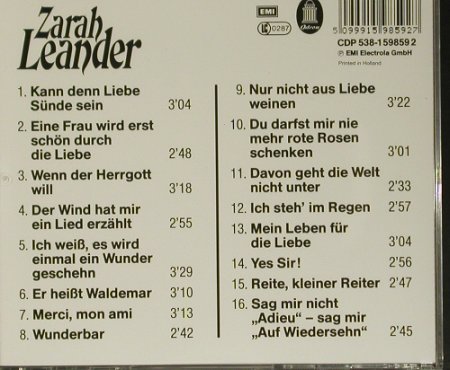 Zarah
Leander
EMI
Odeon
0287
5 099915 985927
CDP 538-159859 2
℗ EMI Electrola GmbH
Printed in Holland
1. Kann denn Liebe
Sünde sein 3'04
2. Eine Frau wird erst
schön durch
die Liebe 2'48
3. Wenn der Herrgott
will 3'18
4. Der Wind hat mir
ein Lied erzählt 2'55
5. Ich weiß, es wird
einmal ein Wunder
geschehn 3'29
6. Er heißt Waldemar 3'10
7. Merci, mon ami 3'13
8. Wunderbar 2'42
9. Nur nicht aus Liebe
weinen 3'22
10. Du darfst mir nie
mehr rote Rosen
schenken 3'01
11. Davon geht die Welt
nicht unter 2'33
12. Ich steh' im Regen 2'57
13. Mein Leben für
die Liebe 3'04
14. Yes Sir! 2'56
15. Reite, kleiner Reiter 2'47
16. Sag mir nicht
„Adieu“ – sag mir
„Auf Wiedersehn“ 2'45